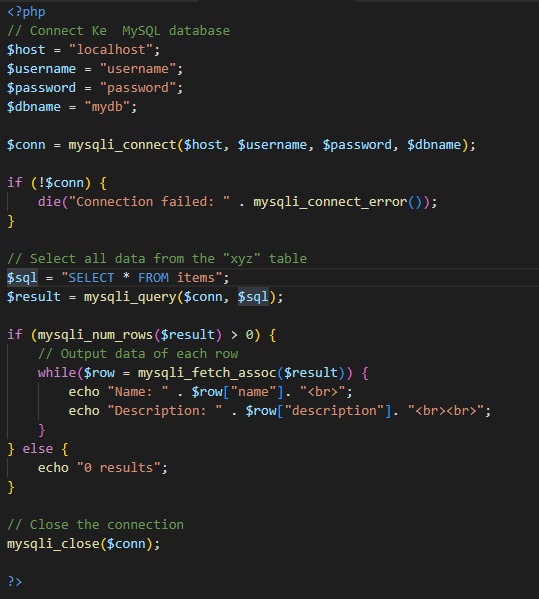 <?php
// Connect Ke  MySQL database
$host = "localhost";
$username = "username";
$password = "password";
$dbname = "mydb";

$conn = mysqli_connect($host, $username, $password, $dbname);

if (!$conn) {
    die("Connection failed: " . mysqli_connect_error());
}

// Select all data from the "xyz" table
$sql = "SELECT * FROM items";
$result = mysqli_query($conn, $sql);

if (mysqli_num_rows($result) > 0) {
    // Output data of each row
    while($row = mysqli_fetch_assoc($result)) {
        echo "Name: " . $row["name"]. "<br>";
        echo "Description: " . $row["description"]. "<br><br>";
    }
} else {
    echo "0 results";
}

// Close the connection
mysqli_close($conn);

?>